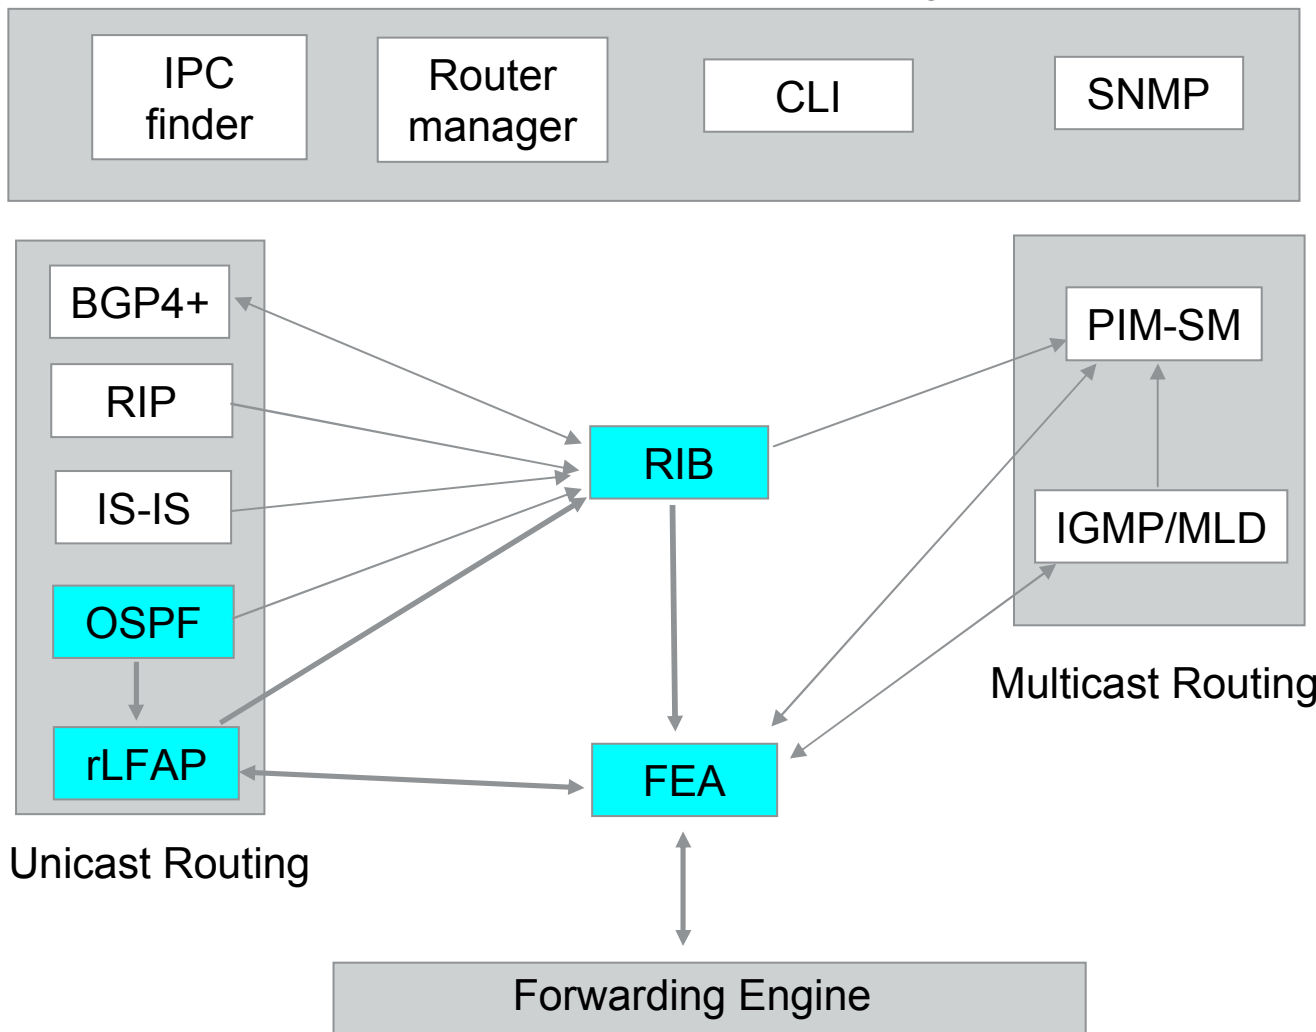 IPC
finder
Router
manager
CLI
SNMP
BGP4+
RIP
IS-IS
OSPF
rLFAP
Unicast Routing
RIB
FEA
PIM-SM
IGMP/MLD
Multicast Routing
Forwarding Engine